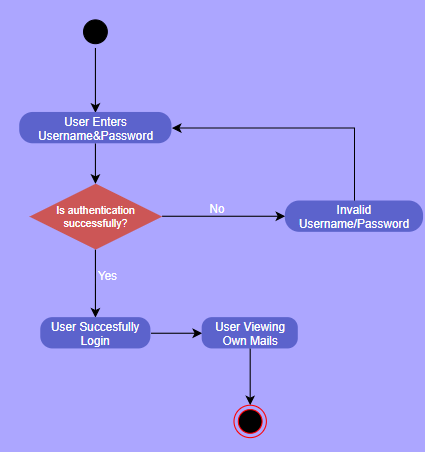 User Enters
Username&Password
Is authentication
successfully?
No
Invalid
Username/Password
Yes
User Succesfully
Login
User Viewing
Own Mails